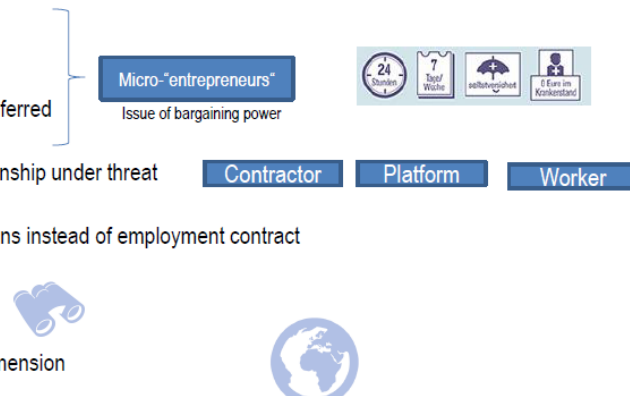 Micro-"entrepreneurs"
24
Stunden
7
Tage/
Woche
selbstversichert
0 Euro im
Krankenstand
ferred
Issue of bargaining power
nship under threat
Contractor
Platform
Worker
ns instead of employment contract
mension